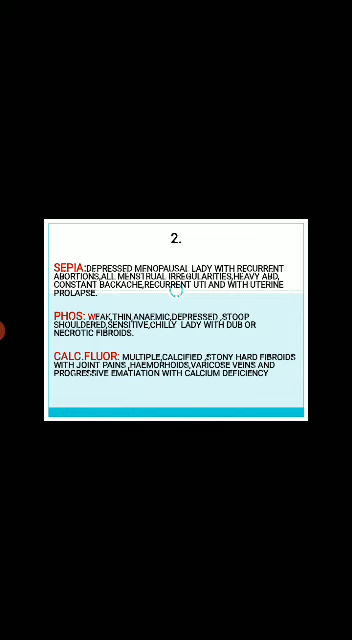 2.
SEPIA:DEPRESSED MENOPAUSAL LADY WITH RECURRENT
ABORTIONS,ALL MENSTRUAL IRREGULARITIES,HEAVY ABD,
CONSTANT BACKACHE,RECURRENT UTI AND WITH UTERINE
PROLAPSE.
PHOS: WEAK,THIN,ANAEMIC,DEPRESSED ,STOOP
SHOULDERED,SENSITIVE,CHILLY LADY WITH DUB OR
NECROTIC FIBROIDS.
CALC.FLUOR: MULTIPLE,CALCIFIED ,STONY HARD FIBROIDS
WITH JOINT PAINS ,HAEMORHOIDS,VARICOSE VEINS AND
PROGRESSIVE EMATIATION WITH CALCIUM DEFICIENCY